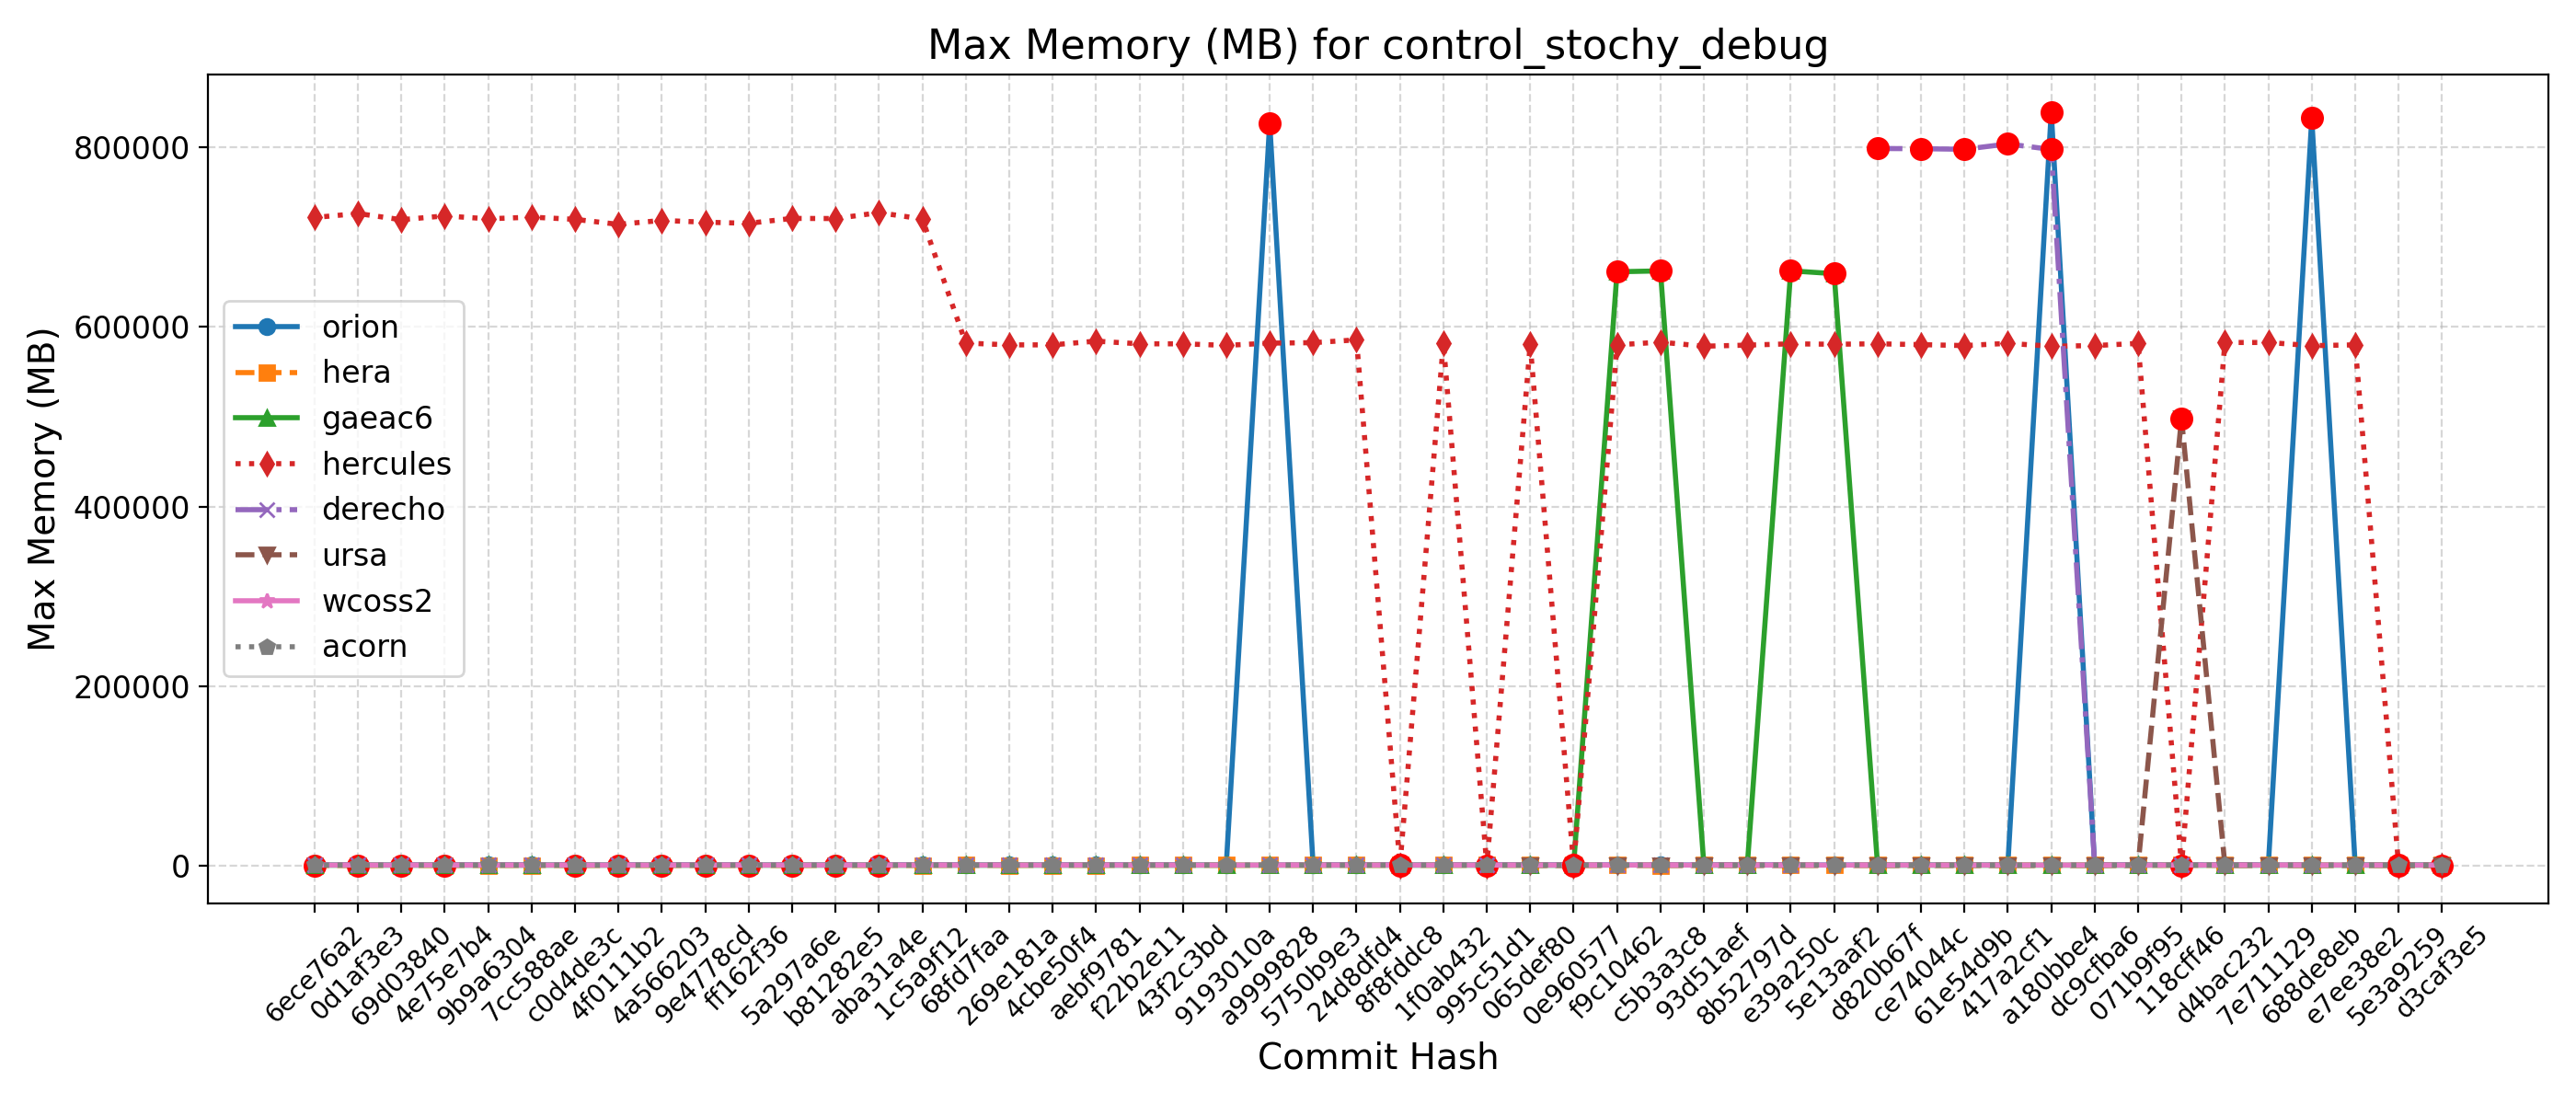 Max Memory (MB) for control_stochy_debug
Max Memory (MB)
800000
600000
400000
200000
0
orion
hera
gaeac6
hercules
derecho
ursa
wcoss2
acorn
6ece76a2
0d1af3e3
69d03840
4e75e7b4
9b9a6304
7cc588ae
c0d4de3c
4f0111b2
4a566203
9e4778cd
ff162f36
5a297a6e
b81282e5
aba31a4e
1c5a9f12
68fd7faa
269e181a
4cbe50f4
aebf9781
f22b2e11
43f2c3bd
9193010a
a9999828
5750b9e3
24d8dfd4
8f8fddc8
1f0ab432
995c51d1
065def80
0e960577
f9c10462
c5b3a3c8
93d51aef
8b52797d
e39a250c
5e13aaf2
d820b67f
ce74044c
61e54d9b
417a2cf1
a180bbe4
dc9cfba6
071b9f95
118cff46
d4bac232
7e711129
688de8eb
e7ee38e2
5e3a9259
d3caf3e5
Commit Hash